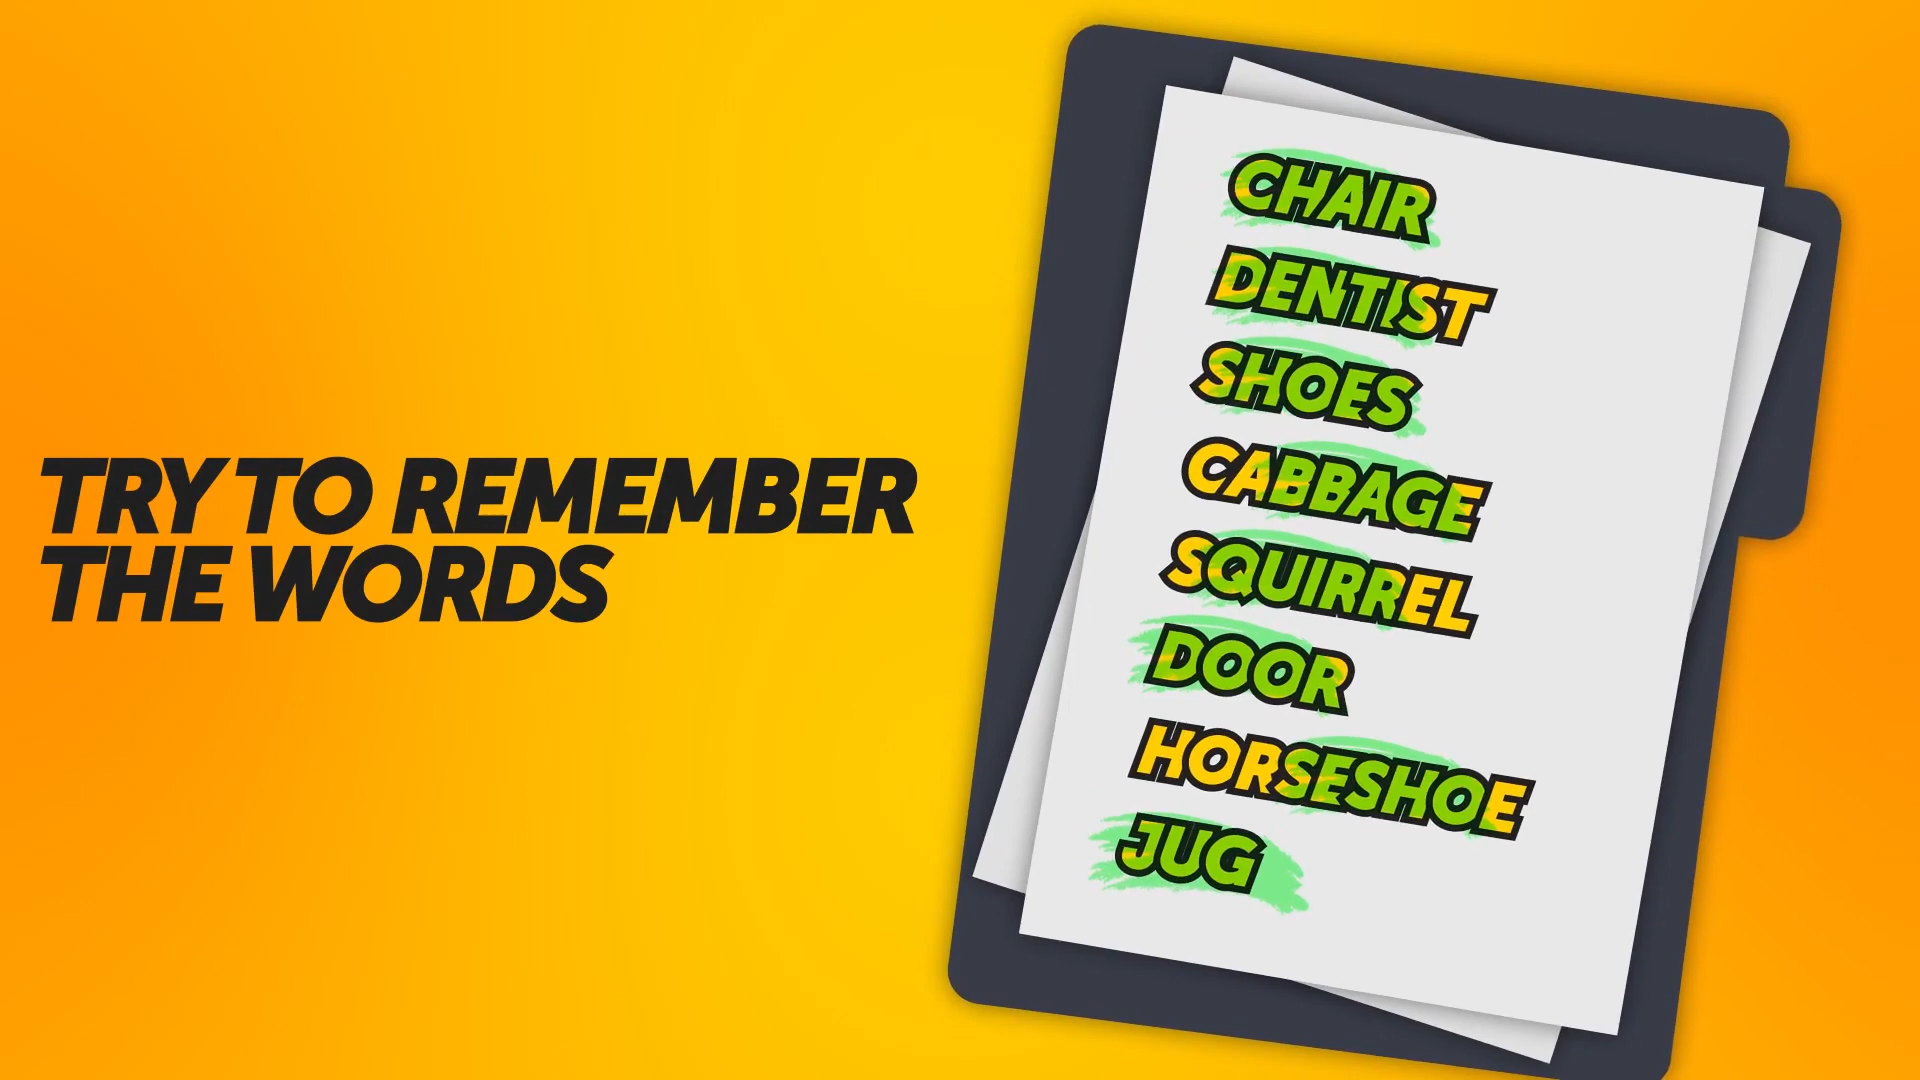 TRY TO REMEMBER
THE WORDS
CHAIR
DENTIST
SHOES
CABBAGE
SQUIRREL
DOOR
HORSESHOE
JUG